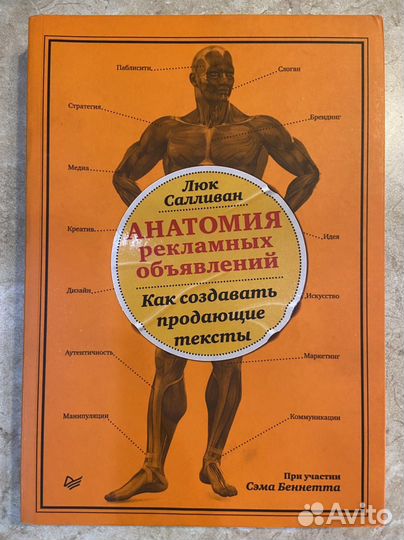 Паблисити
Слоган
Стратегия
Брендинг
Медиа
Люк
Салливан
АНАТОМИЯ
рекламных
объявлений
Креатив
Идея
Как создавать
продающие
тексты
Дизайн
Искусство
Аутентичность
Маркетинг
Манипуляции
Коммуникации
При участии
Сэма Беннетта
Avito